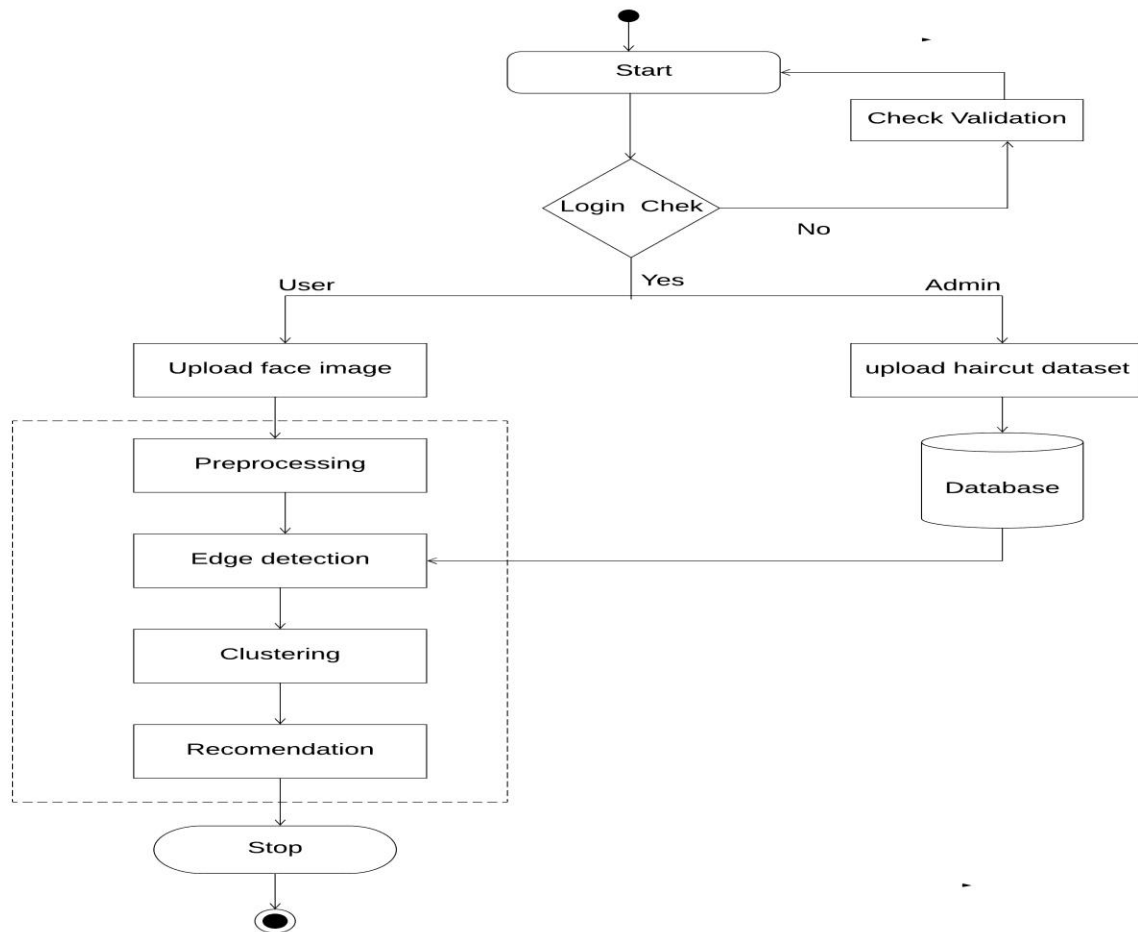 Start
Check Validation
Login  Chek
No
Yes
User
Admin
Upload face image
upload haircut dataset
Preprocessing
Database
Edge detection
Clustering
Recomendation
Stop